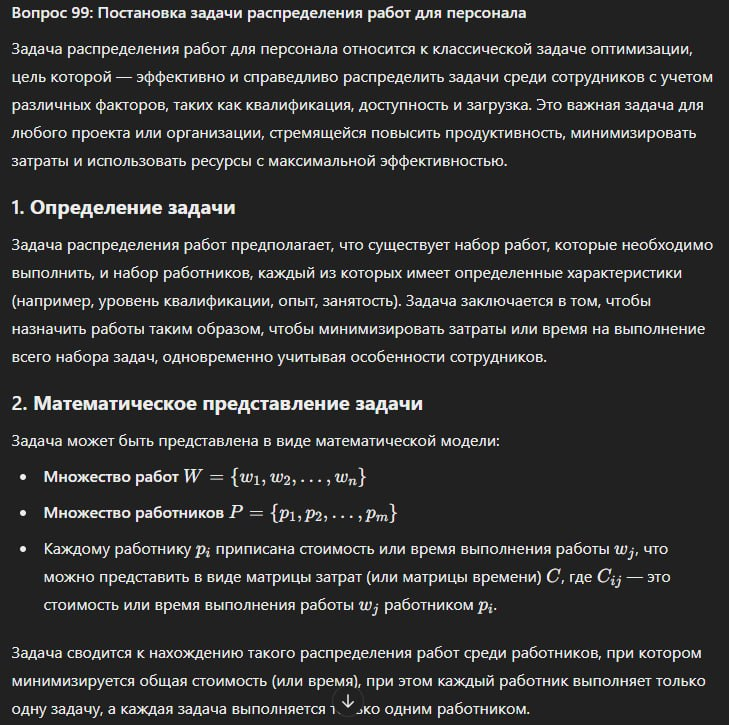 Вопрос 99: Постановка задачи распределения работ для персонала
Задача распределения работ для персонала относится к классической задаче оптимизации,
цель которой — эффективно и справедливо распределить задачи среди сотрудников с учетом
различных факторов, таких как квалификация, доступность и загрузка. Это важная задача для
любого проекта или организации, стремящейся повысить продуктивность, минимизировать
затраты и использовать ресурсы с максимальной эффективностью.
1. Определение задачи
Задача распределения работ предполагает, что существует набор работ, которые необходимо
выполнить, и набор работников, каждый из которых имеет определенные характеристики
(например, уровень квалификации, опыт, занятость). Задача заключается в том, чтобы
назначить работы таким образом, чтобы минимизировать затраты или время на выполнение
всего набора задач, одновременно учитывая особенности сотрудников.
2. Математическое представление задачи
Задача может быть представлена в виде математической модели:
• Множество работ W = {w₁, w₂, . . . , wₙ}
• Множество работников P = {p₁, p₂, . . . , pₘ}
• Каждому работнику pᵢ приписана стоимость или время выполнения работы wⱼ, что
можно представить в виде матрицы затрат (или матрицы времени) C, где Cᵢⱼ — это
стоимость или время выполнения работы wⱼ работником pᵢ.
Задача сводится к нахождению такого распределения работ среди работников, при котором
минимизируется общая стоимость (или время), при этом каждый работник выполняет только
одну задачу, а каждая задача выполняется только одним работником.